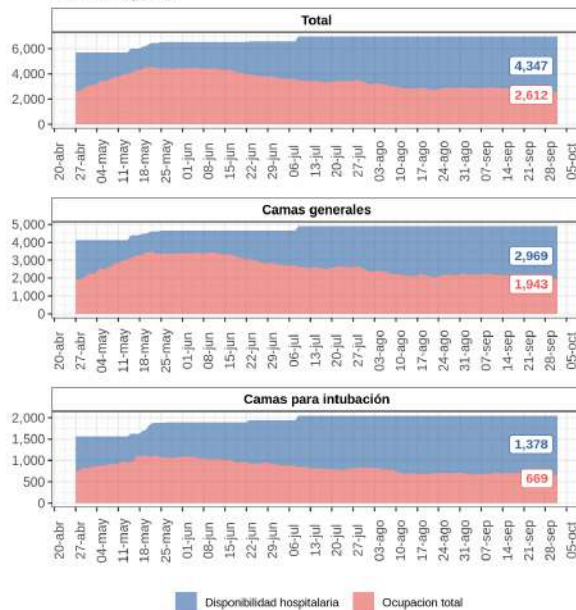 Total
6,000
4,000
2,000
0
4,347
2,612
20-abr
27-abr
04-may
11-may
18-may
25-may
01-jun
08-jun
15-jun
22-jun
29-jun
06-jul
13-jul
20-jul
27-jul
03-ago
10-ago
17-ago
24-ago
31-ago
07-sep
14-sep
21-sep
28-sep
05-oct
Camas generales
5,000
4,000
3,000
2,000
1,000
0
2,969
1,943
20-abr
27-abr
04-may
11-may
18-may
25-may
01-jun
08-jun
15-jun
22-jun
29-jun
06-jul
13-jul
20-jul
27-jul
03-ago
10-ago
17-ago
24-ago
31-ago
07-sep
14-sep
21-sep
28-sep
05-oct
Camas para intubación
2,000
1,500
1,000
500
0
1,378
669
20-abr
27-abr
04-may
11-may
18-may
25-may
01-jun
08-jun
15-jun
22-jun
29-jun
06-jul
13-jul
20-jul
27-jul
03-ago
10-ago
17-ago
24-ago
31-ago
07-sep
14-sep
21-sep
28-sep
05-oct
Disponibilidad hospitalaria
Ocupacion total